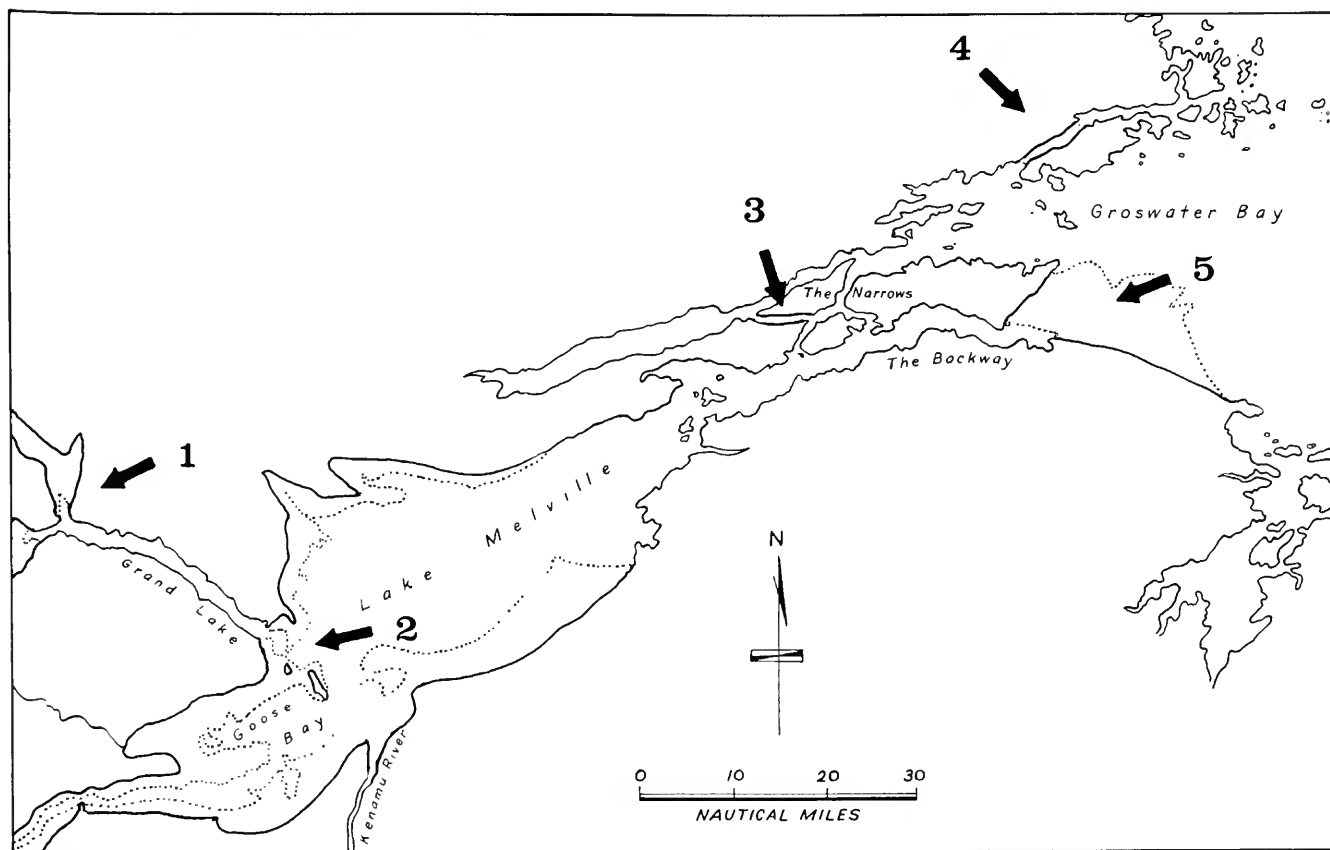 4
3
Groswater Bay
5
The Narrows
The Backway
1
Lake Melville
N
Grand Lake
2
Goose
Bay
Kenamu River
0 10 20 30
NAUTICAL MILES